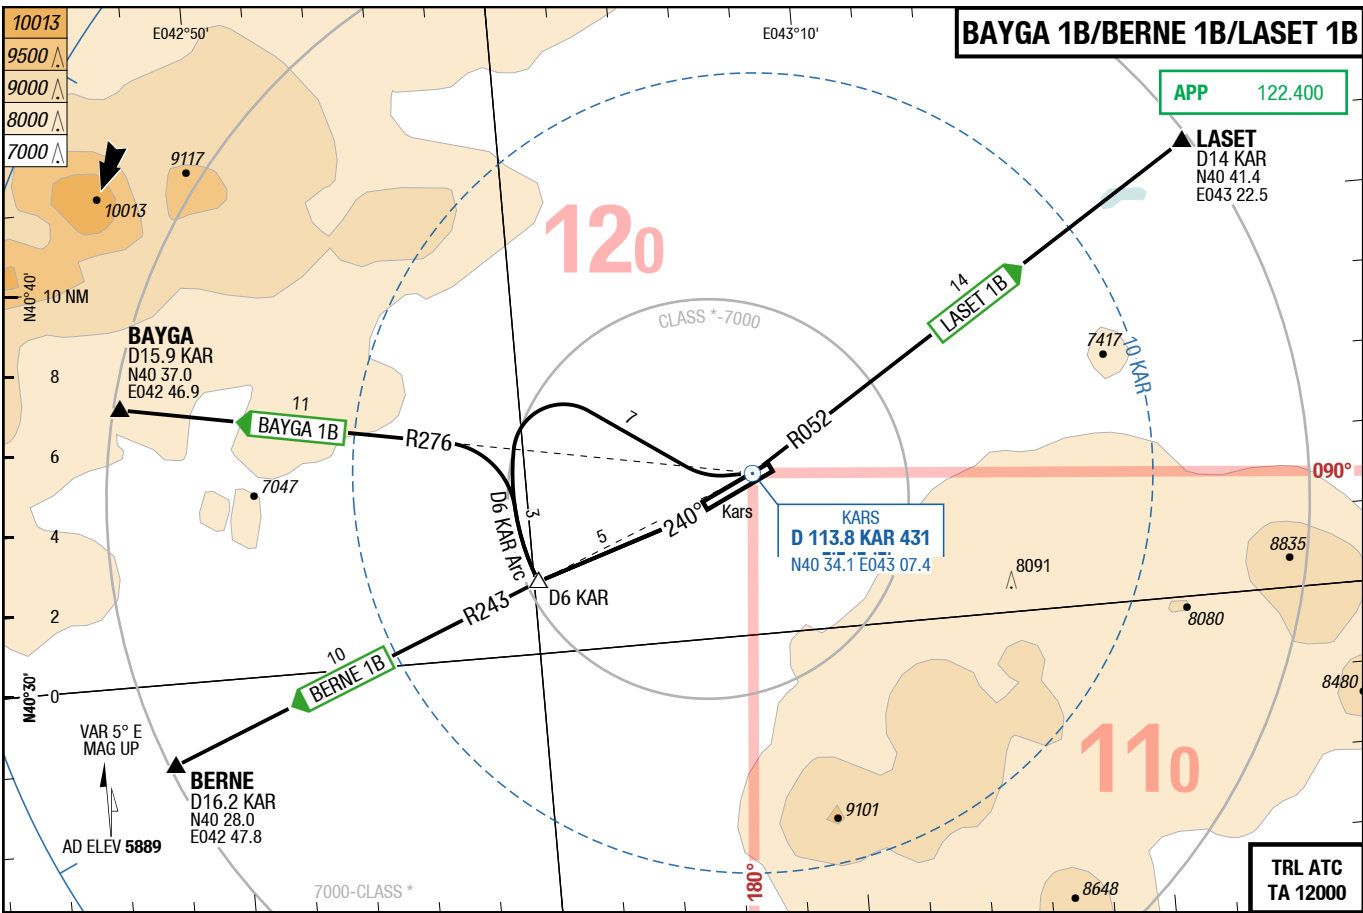 10013
9500
9000
8000
7000
E042°50'
E043°10'
BAYGA 1B/BERNE 1B/LASET 1B
APP 122.400
LASET
D14 KAR
N40 41.4
E043 22.5
9117
10013
120
14
LASET 1B
N40°40'
10 NM
CLASS *-7000
BAYGA
D15.9 KAR
N40 37.0
E042 46.9
7417
10 KAR
8
11
BAYGA 1B
R276
7
R052
6
090°
7047
D6 KAR Arc
3
5
240°
Kars
KARS
D 113.8 KAR 431
N40 34.1 E043 07.4
4
8835
8091
D6 KAR
R243
2
8080
10
BERNE 1B
N40°30'
0
8480
VAR 5° E
MAG UP
110
BERNE
D16.2 KAR
N40 28.0
E042 47.8
9101
AD ELEV 5889
180°
7000-CLASS *
8648
TRL ATC
TA 12000